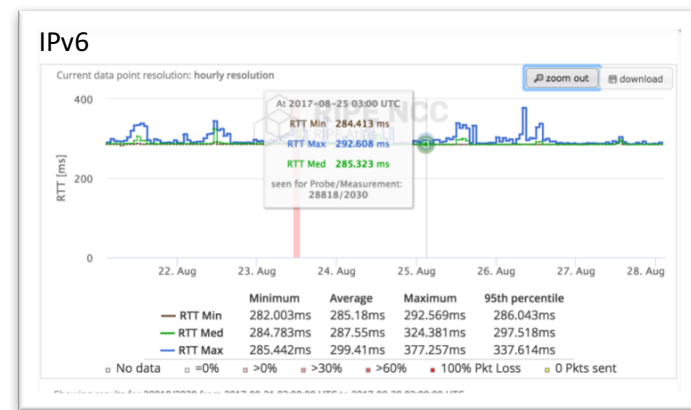 IPv6
Current data point resolution: hourly resolution
zoom out
download
400
200
0
RTT [ms]
RIPE NCC
RIPE Atlas
At 2017-08-25 03:00 UTC
RTT Min 284.413 ms
RTT Max 292.608 ms
RTT Med 285.323 ms
seen for Probe/Measurement:
28818/2030
22. Aug 23. Aug 24. Aug 25. Aug 26. Aug 27. Aug 28. Aug
Minimum Average Maximum 95th percentile
RTT Min 282.003ms 285.18ms 292.569ms 286.043ms
RTT Med 284.783ms 287.55ms 324.381ms 297.518ms
RTT Max 285.442ms 299.41ms 377.257ms 337.614ms
No data =0% >0% >30% >60% 100% Pkt Loss 0 Pkts sent